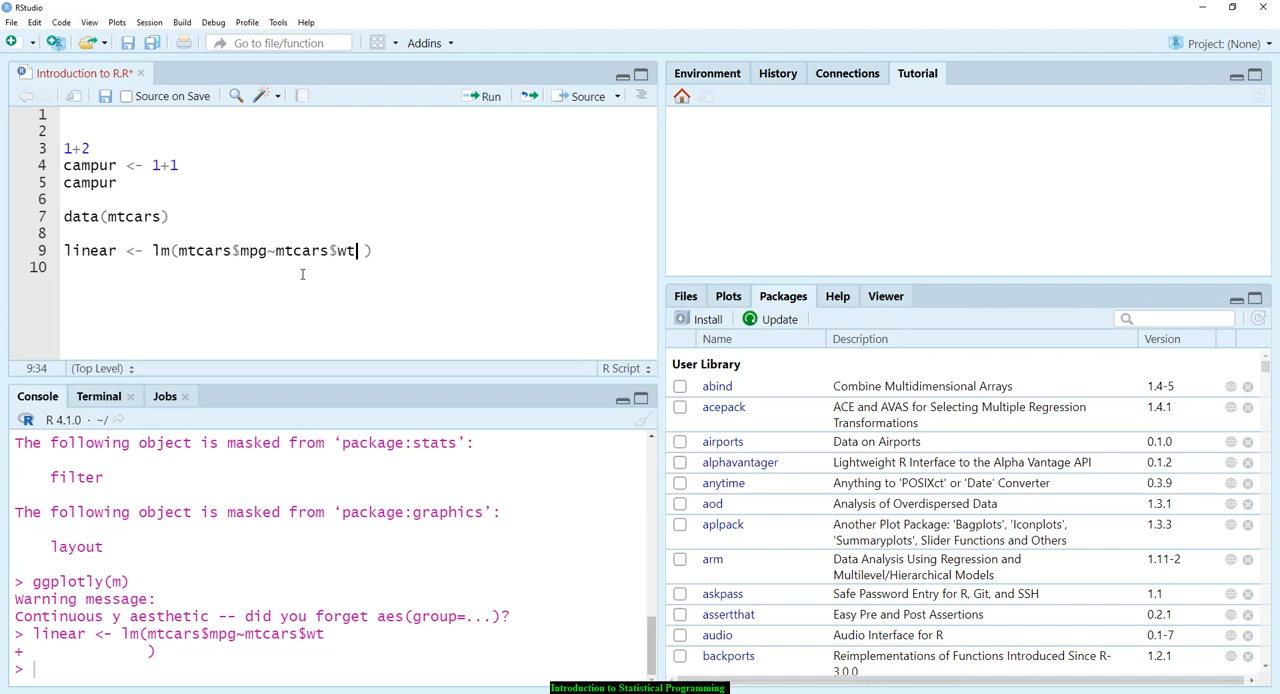 RStudio
File Edit Code View Plots Session Build Debug Profile Tools Help
Go to file/function Addins Project: (None)
Introduction to R.R*
Source on Save Run Source
1
2
3 1+2
4 campur <- 1+1
5 campur
6
7 data(mtcars)
8
9 linear <- lm(mtcars$mpg~mtcars$wt )
10
9:34 (Top Level) R Script
Console Terminal Jobs
R 4.1.0 · ~/
The following object is masked from ‘package:stats’:
filter
The following object is masked from ‘package:graphics’:
layout
> ggplotly(m)
Warning message:
Continuous y aesthetic -- did you forget aes(group=...)?
> linear <- lm(mtcars$mpg~mtcars$wt
+ )
>
Environment History Connections Tutorial
Files Plots Packages Help Viewer
Install Update
Name Description Version
User Library
abind Combine Multidimensional Arrays 1.4-5
acepack ACE and AVAS for Selecting Multiple Regression 1.4.1
Transformations
airports Data on Airports 0.1.0
alphavantager Lightweight R Interface to the Alpha Vantage API 0.1.2
anytime Anything to 'POSIXct' or 'Date' Converter 0.3.9
aod Analysis of Overdispersed Data 1.3.1
aplpack Another Plot Package: 'Bagplots', 'Iconplots', 1.3.3
'Summaryplots', Slider Functions and Others
arm Data Analysis Using Regression and 1.11-2
Multilevel/Hierarchical Models
askpass Safe Password Entry for R, Git, and SSH 1.1
assertthat Easy Pre and Post Assertions 0.2.1
audio Audio Interface for R 0.1-7
backports Reimplementations of Functions Introduced Since R- 1.2.1
3.0.0
Introduction to Statistical Programming